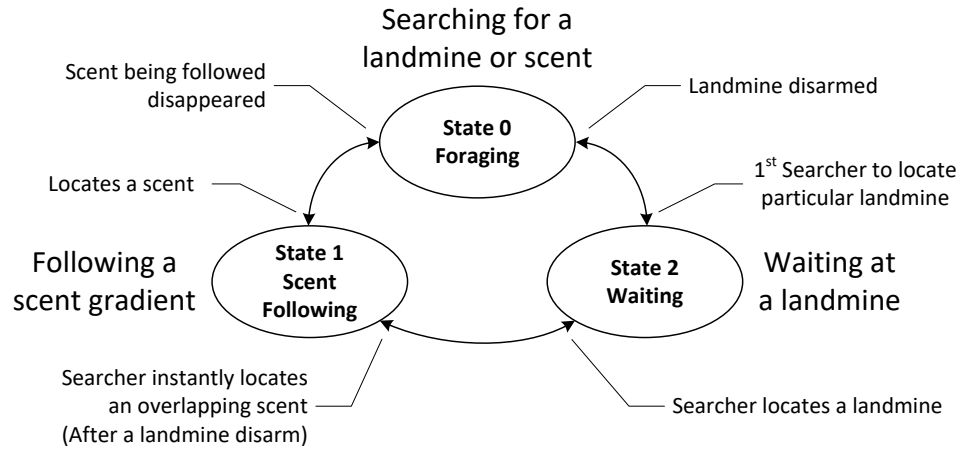 Searching for a
landmine or scent
Scent being followed
disappeared
Landmine disarmed
State 0
Foraging
Locates a scent
1st Searcher to locate
particular landmine
Following a
scent gradient
State 1
Scent
Following
State 2
Waiting
Waiting at
a landmine
Searcher instantly locates
an overlapping scent
(After a landmine disarm)
Searcher locates a landmine